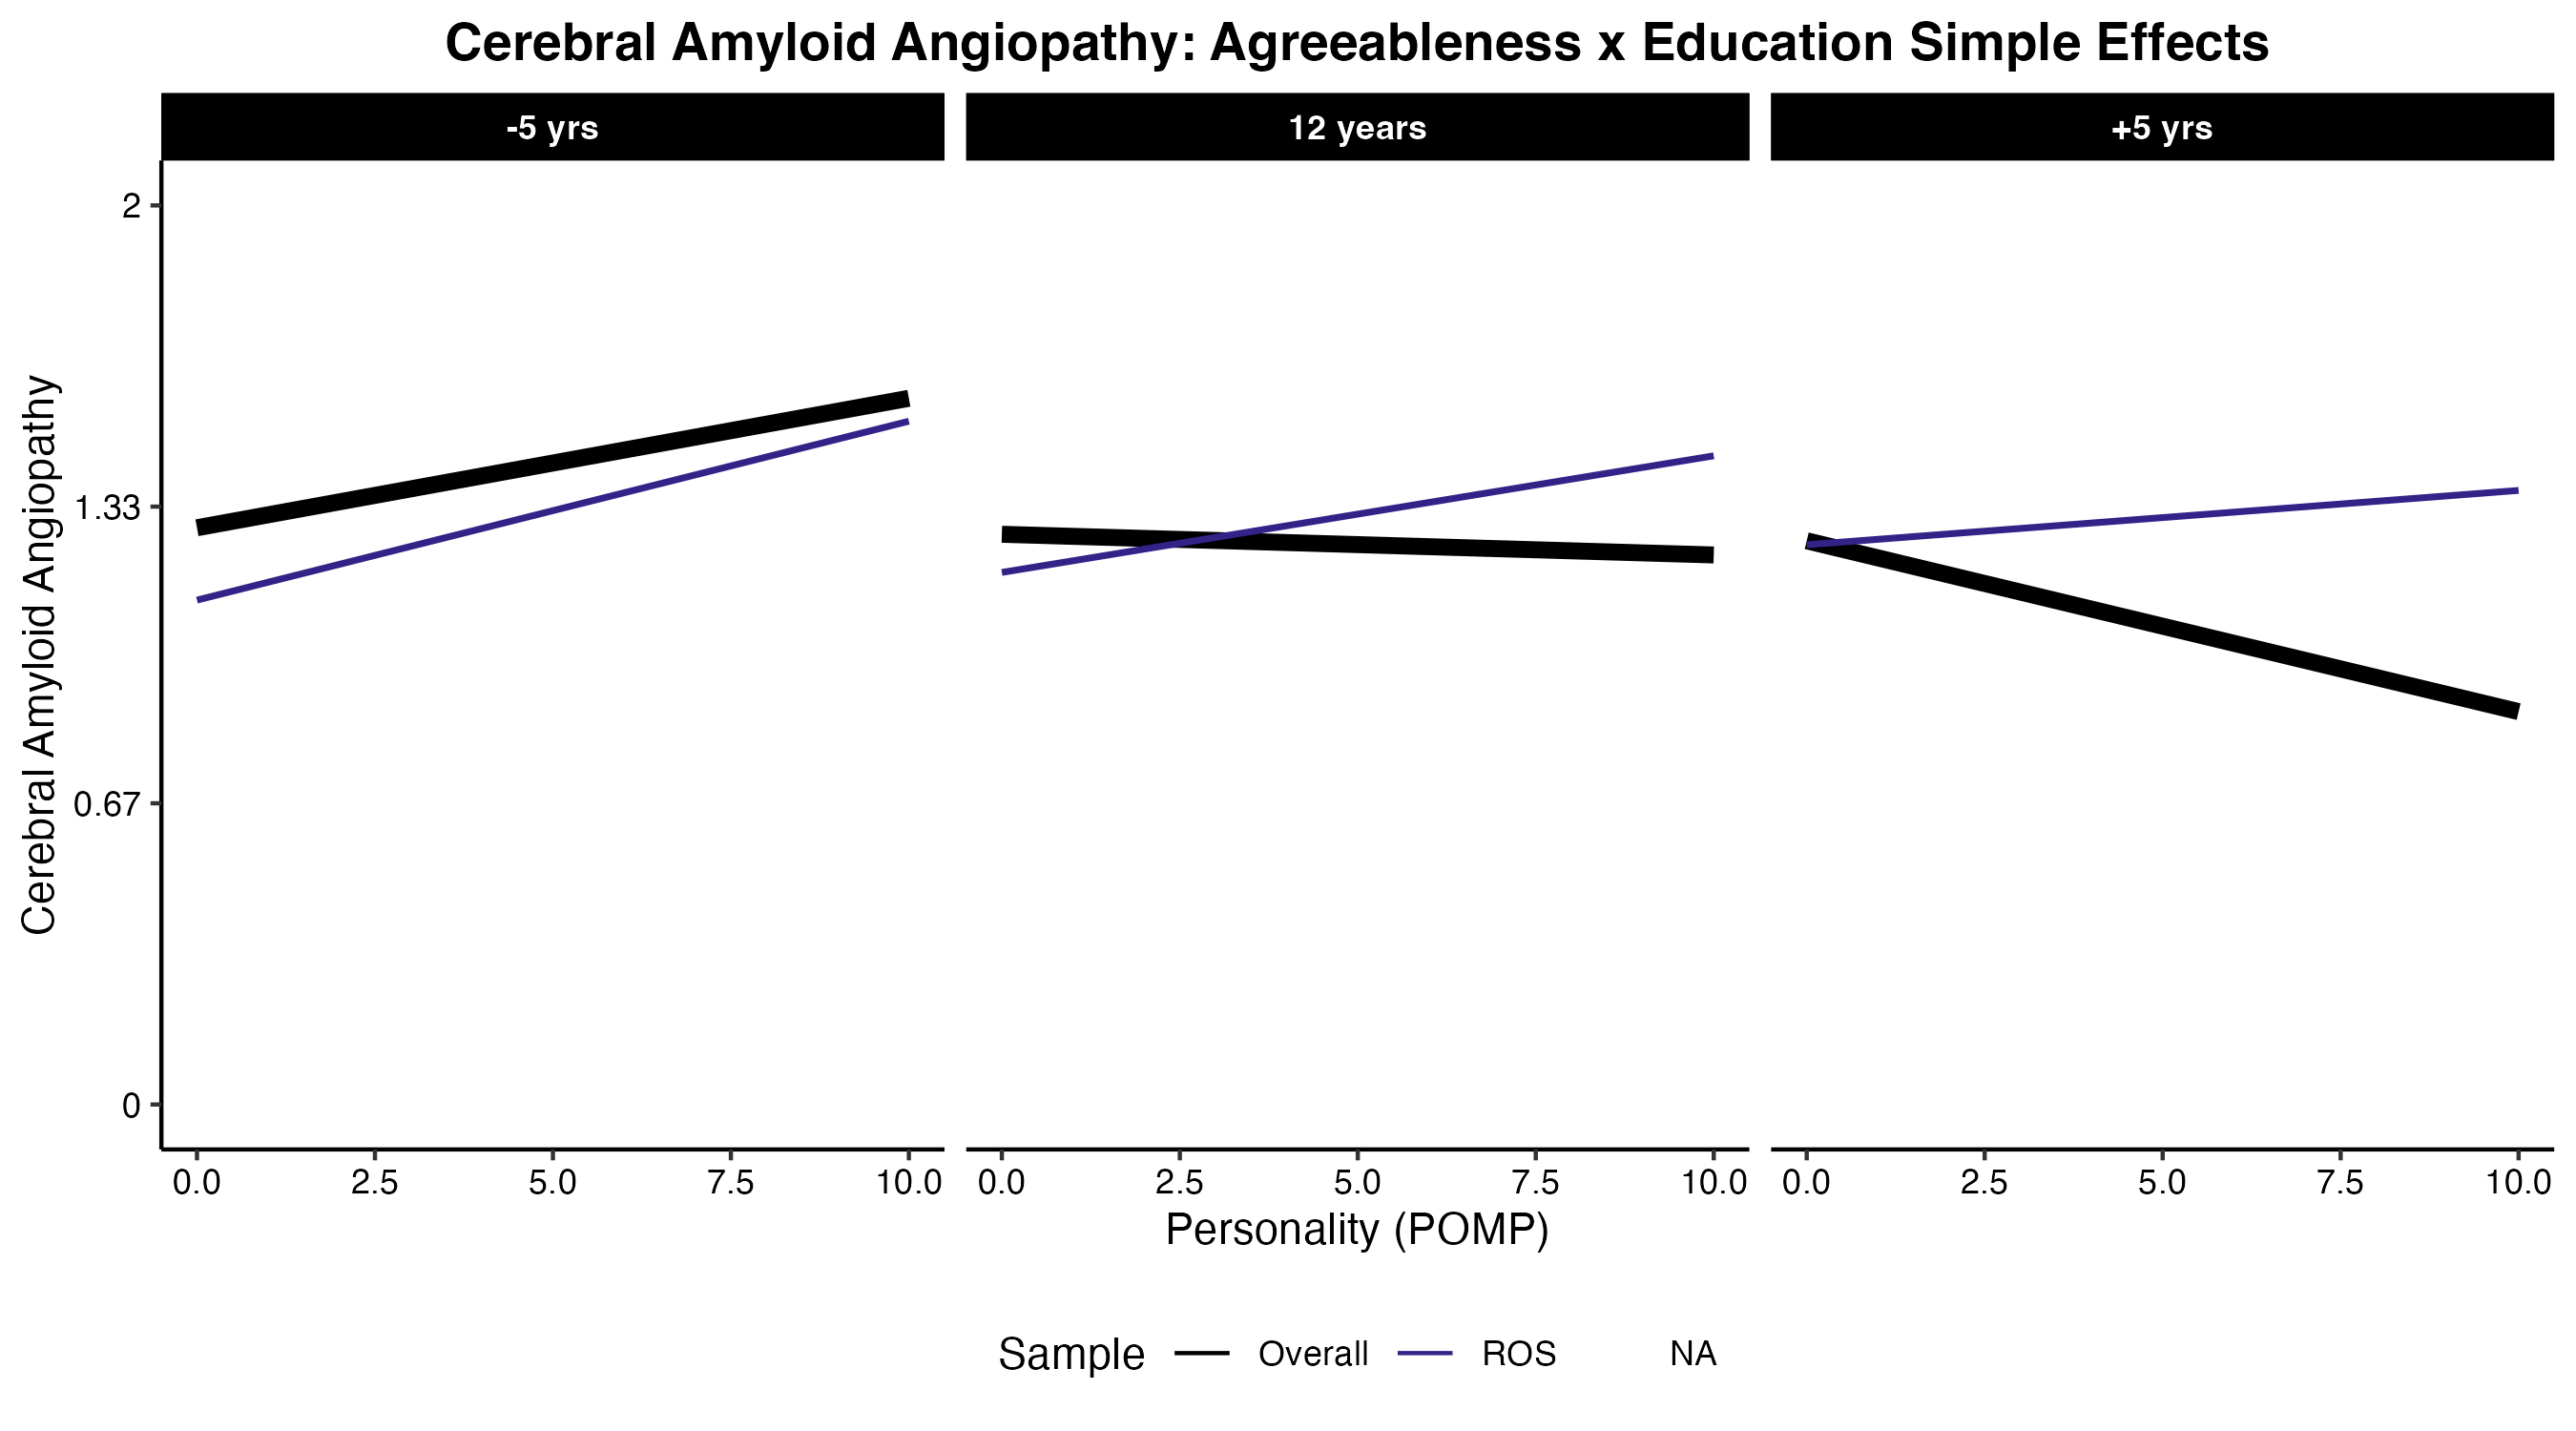 Cerebral Amyloid Angiopathy: Agreeableness x Education Simple Effects
-5 yrs
12 years
+5 yrs
Cerebral Amyloid Angiopathy
2
1.33
0.67
0
0.0 2.5 5.0 7.5 10.0
0.0 2.5 5.0 7.5 10.0
0.0 2.5 5.0 7.5 10.0
Personality (POMP)
Sample Overall ROS NA